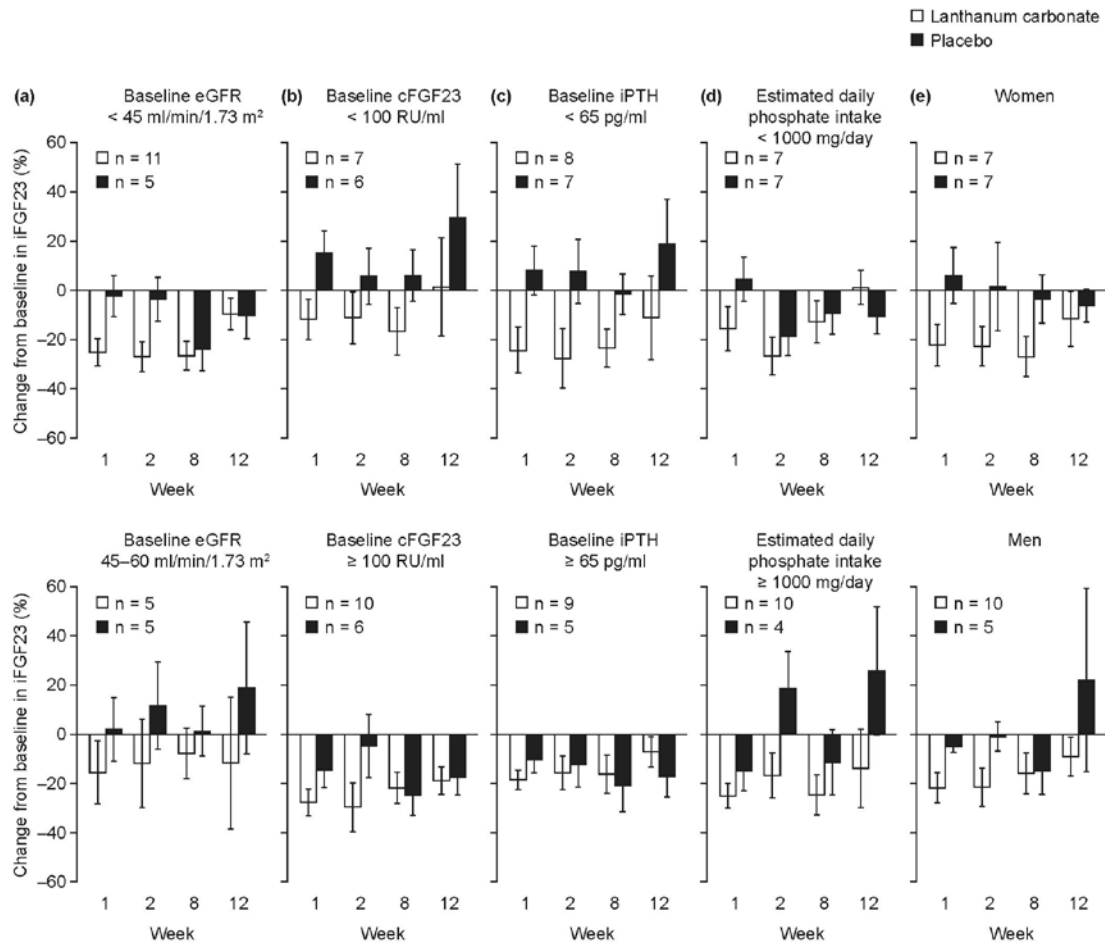 Lanthanum carbonate
Placebo
(a) Baseline eGFR
< 45 ml/min/1.73 m²
(b) Baseline cFGF23
< 100 RU/ml
(c) Baseline iPTH
< 65 pg/ml
(d) Estimated daily
phosphate intake
< 1000 mg/day
(e) Women
Change from baseline in iFGF23 (%)
60
40
20
0
–20
–40
–60
n = 11
n = 5
n = 7
n = 6
n = 8
n = 7
n = 7
n = 7
n = 7
n = 7
1 2 8 12
Week
1 2 8 12
Week
1 2 8 12
Week
1 2 8 12
Week
1 2 8 12
Week
Baseline eGFR
45–60 ml/min/1.73 m²
Baseline cFGF23
≥ 100 RU/ml
Baseline iPTH
≥ 65 pg/ml
Estimated daily
phosphate intake
≥ 1000 mg/day
Men
Change from baseline in iFGF23 (%)
60
40
20
0
–20
–40
–60
n = 5
n = 5
n = 10
n = 6
n = 9
n = 5
n = 10
n = 4
n = 10
n = 5
1 2 8 12
Week
1 2 8 12
Week
1 2 8 12
Week
1 2 8 12
Week
1 2 8 12
Week